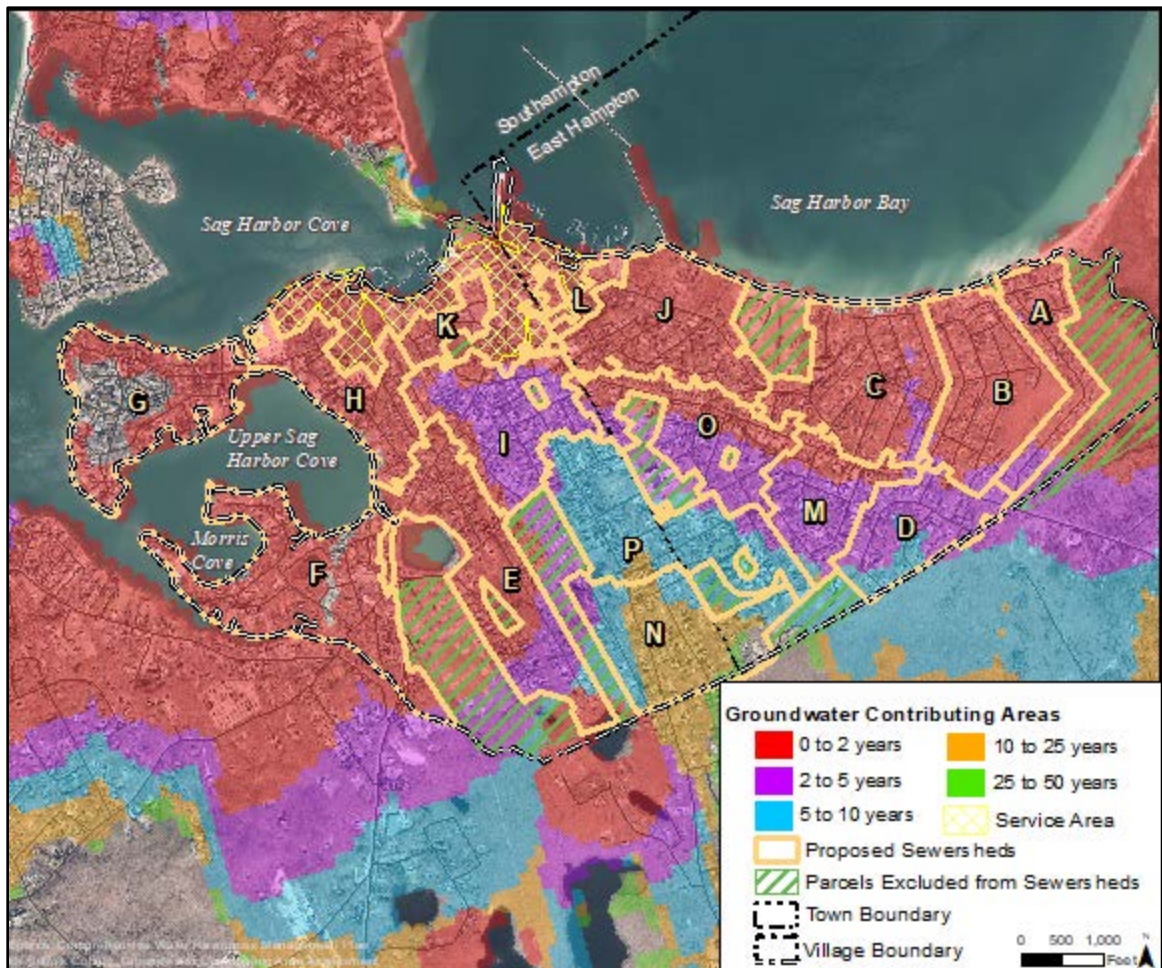 Southampton
East Hampton
Sag Harbor Cove
Sag Harbor Bay
A
L
J
K
C
B
G
H
Upper Sag
Harbor Cove
I
O
M
D
Morris
Cove
F
E
P
N
Groundwater Contributing Areas
0 to 2 years
10 to 25 years
2 to 5 years
25 to 50 years
5 to 10 years
Service Area
Proposed Sewersheds
Parcels Excluded from Sewersheds
Town Boundary
Village Boundary
0 500 1,000
Feet
N